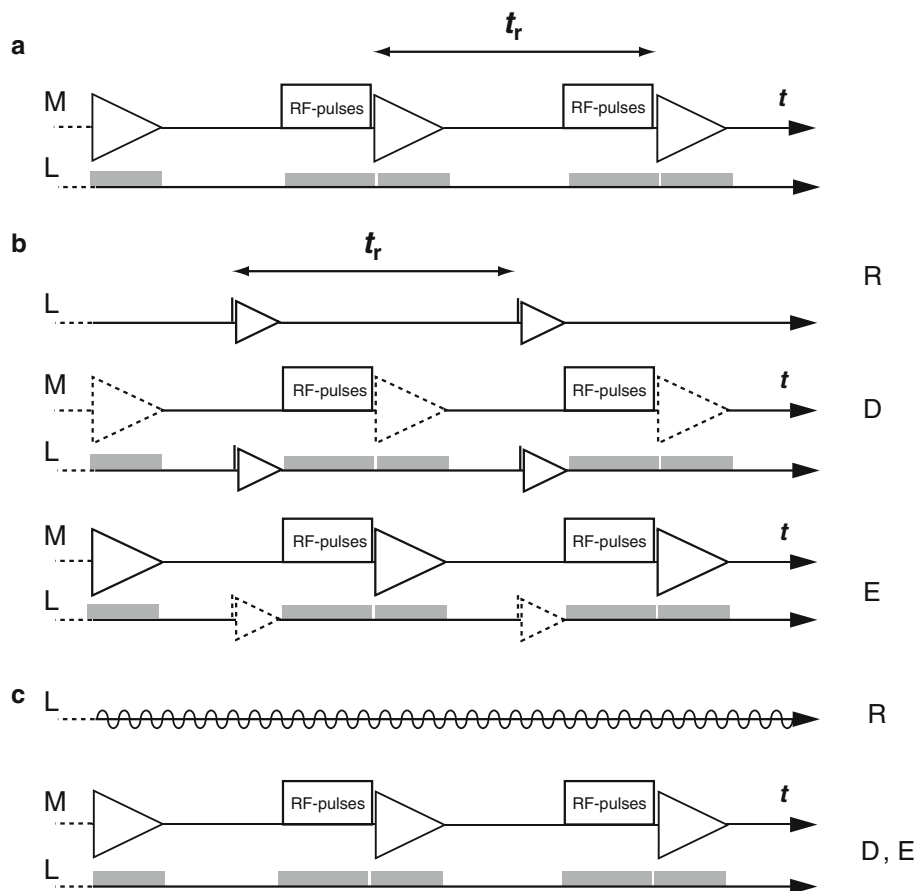 a
t_r
M RF-pulses RF-pulses t
L
b
t_r
R
L
M RF-pulses RF-pulses t
D
L
M RF-pulses RF-pulses t
E
L
c
L R
M RF-pulses RF-pulses t
D, E
L